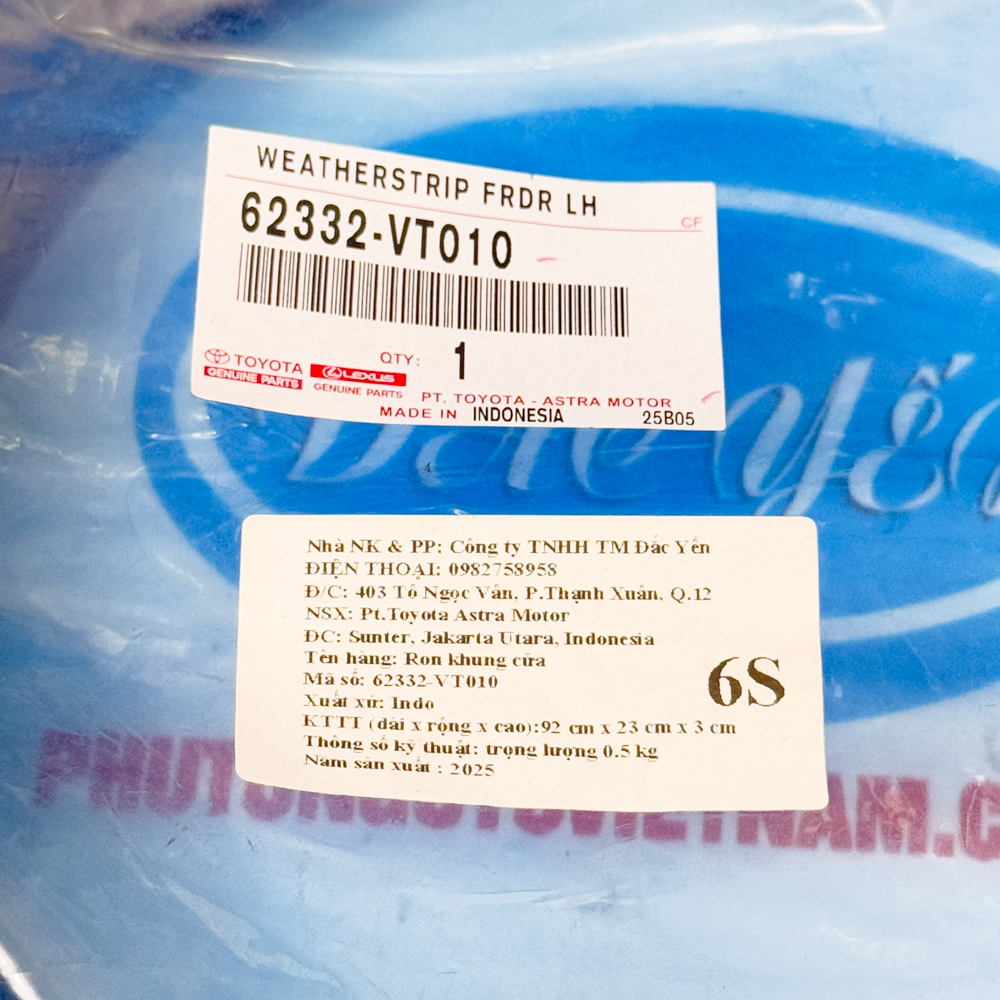 WEATHERSTRIP FRDR LH
CF
62332-VT010
QTY: 1
TOYOTA
GENUINE PARTS
LEXUS
GENUINE PARTS
PT. TOYOTA - ASTRA MOTOR
MADE IN INDONESIA 25B05
Đắc Yến
Nhà NK & PP: Công ty TNHH TM Đắc Yến
ĐIỆN THOẠI: 0982758958
Đ/C: 403 Tô Ngọc Vân, P.Thạnh Xuân, Q.12
NSX: Pt.Toyota Astra Motor
ĐC: Sunter, Jakarta Utara, Indonesia
Tên hàng: Ron khung cửa
Mã số: 62332-VT010
Xuất xứ: Indo
KTTT (dài x rộng x cao):92 cm x 23 cm x 3 cm
Thông số kỹ thuật: trọng lượng 0.5 kg
Năm sản xuất : 2025
6S
PHUTUNGOTOVIETNAM.C